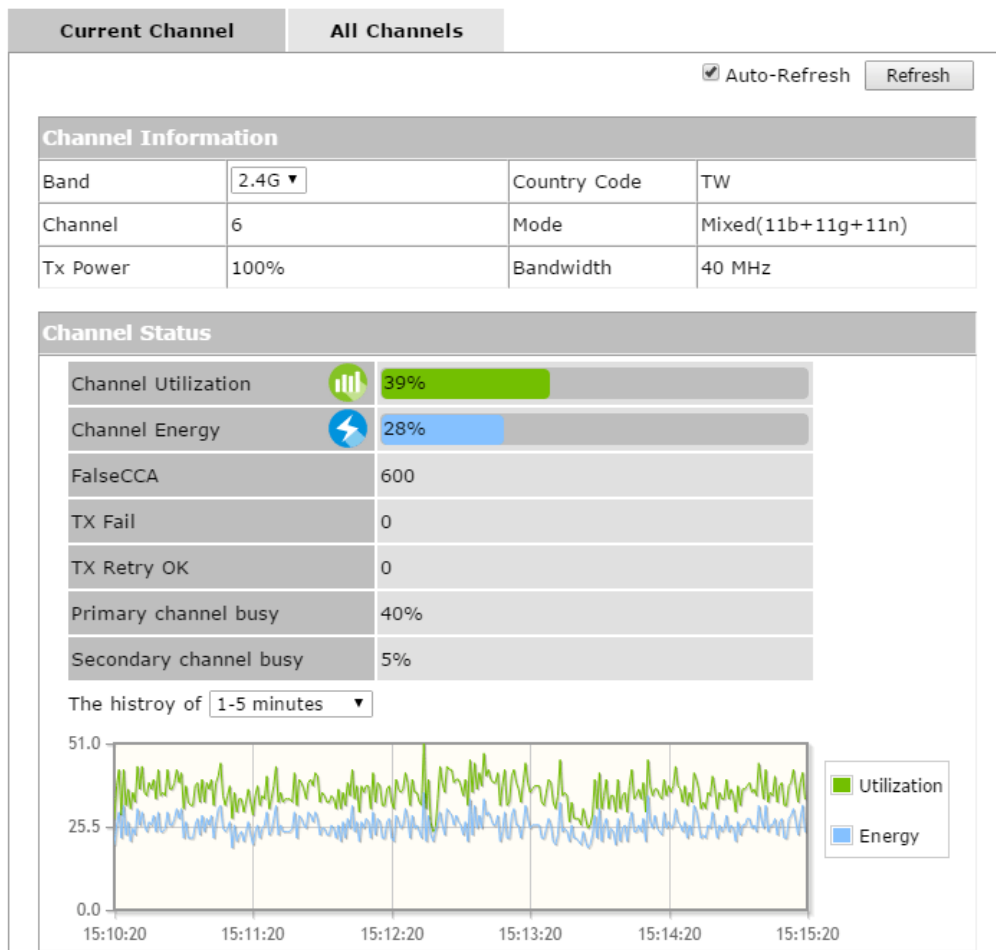 Current Channel All Channels
Auto-Refresh Refresh
Channel Information
Band 2.4G Country Code TW
Channel 6 Mode Mixed(11b+11g+11n)
Tx Power 100% Bandwidth 40 MHz
Channel Status
Channel Utilization 39%
Channel Energy 28%
FalseCCA 600
TX Fail 0
TX Retry OK 0
Primary channel busy 40%
Secondary channel busy 5%
The histroy of 1-5 minutes
51.0
25.5
0.0
15:10:20 15:11:20 15:12:20 15:13:20 15:14:20 15:15:20
Utilization
Energy